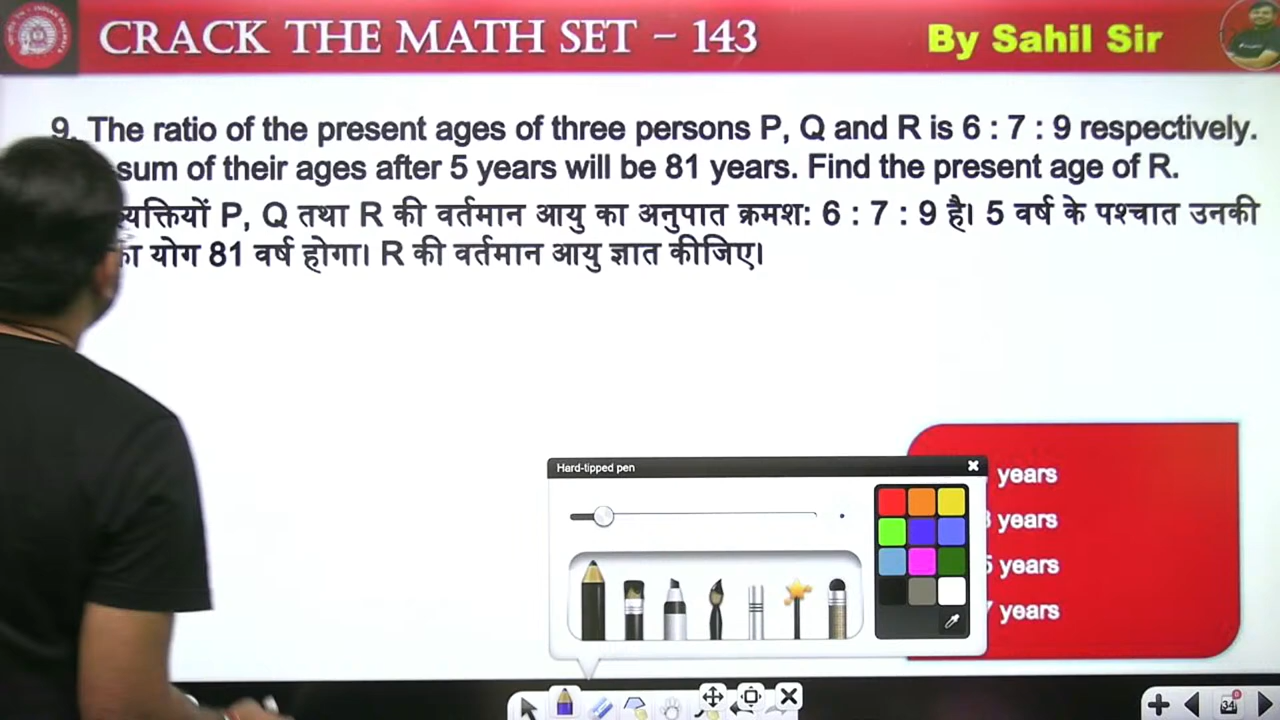 CRACK THE MATH SET – 143
By Sahil Sir
9. The ratio of the present ages of three persons P, Q and R is 6 : 7 : 9 respectively.
sum of their ages after 5 years will be 81 years. Find the present age of R.
P, Q तथा R की वर्तमान आयु का अनुपात क्रमश: 6 : 7 : 9 है। 5 वर्ष के पश्चात उनकी
योग 81 वर्ष होगा। R की वर्तमान आयु ज्ञात कीजिए।
Hard-tipped pen
years
years
years
years
34